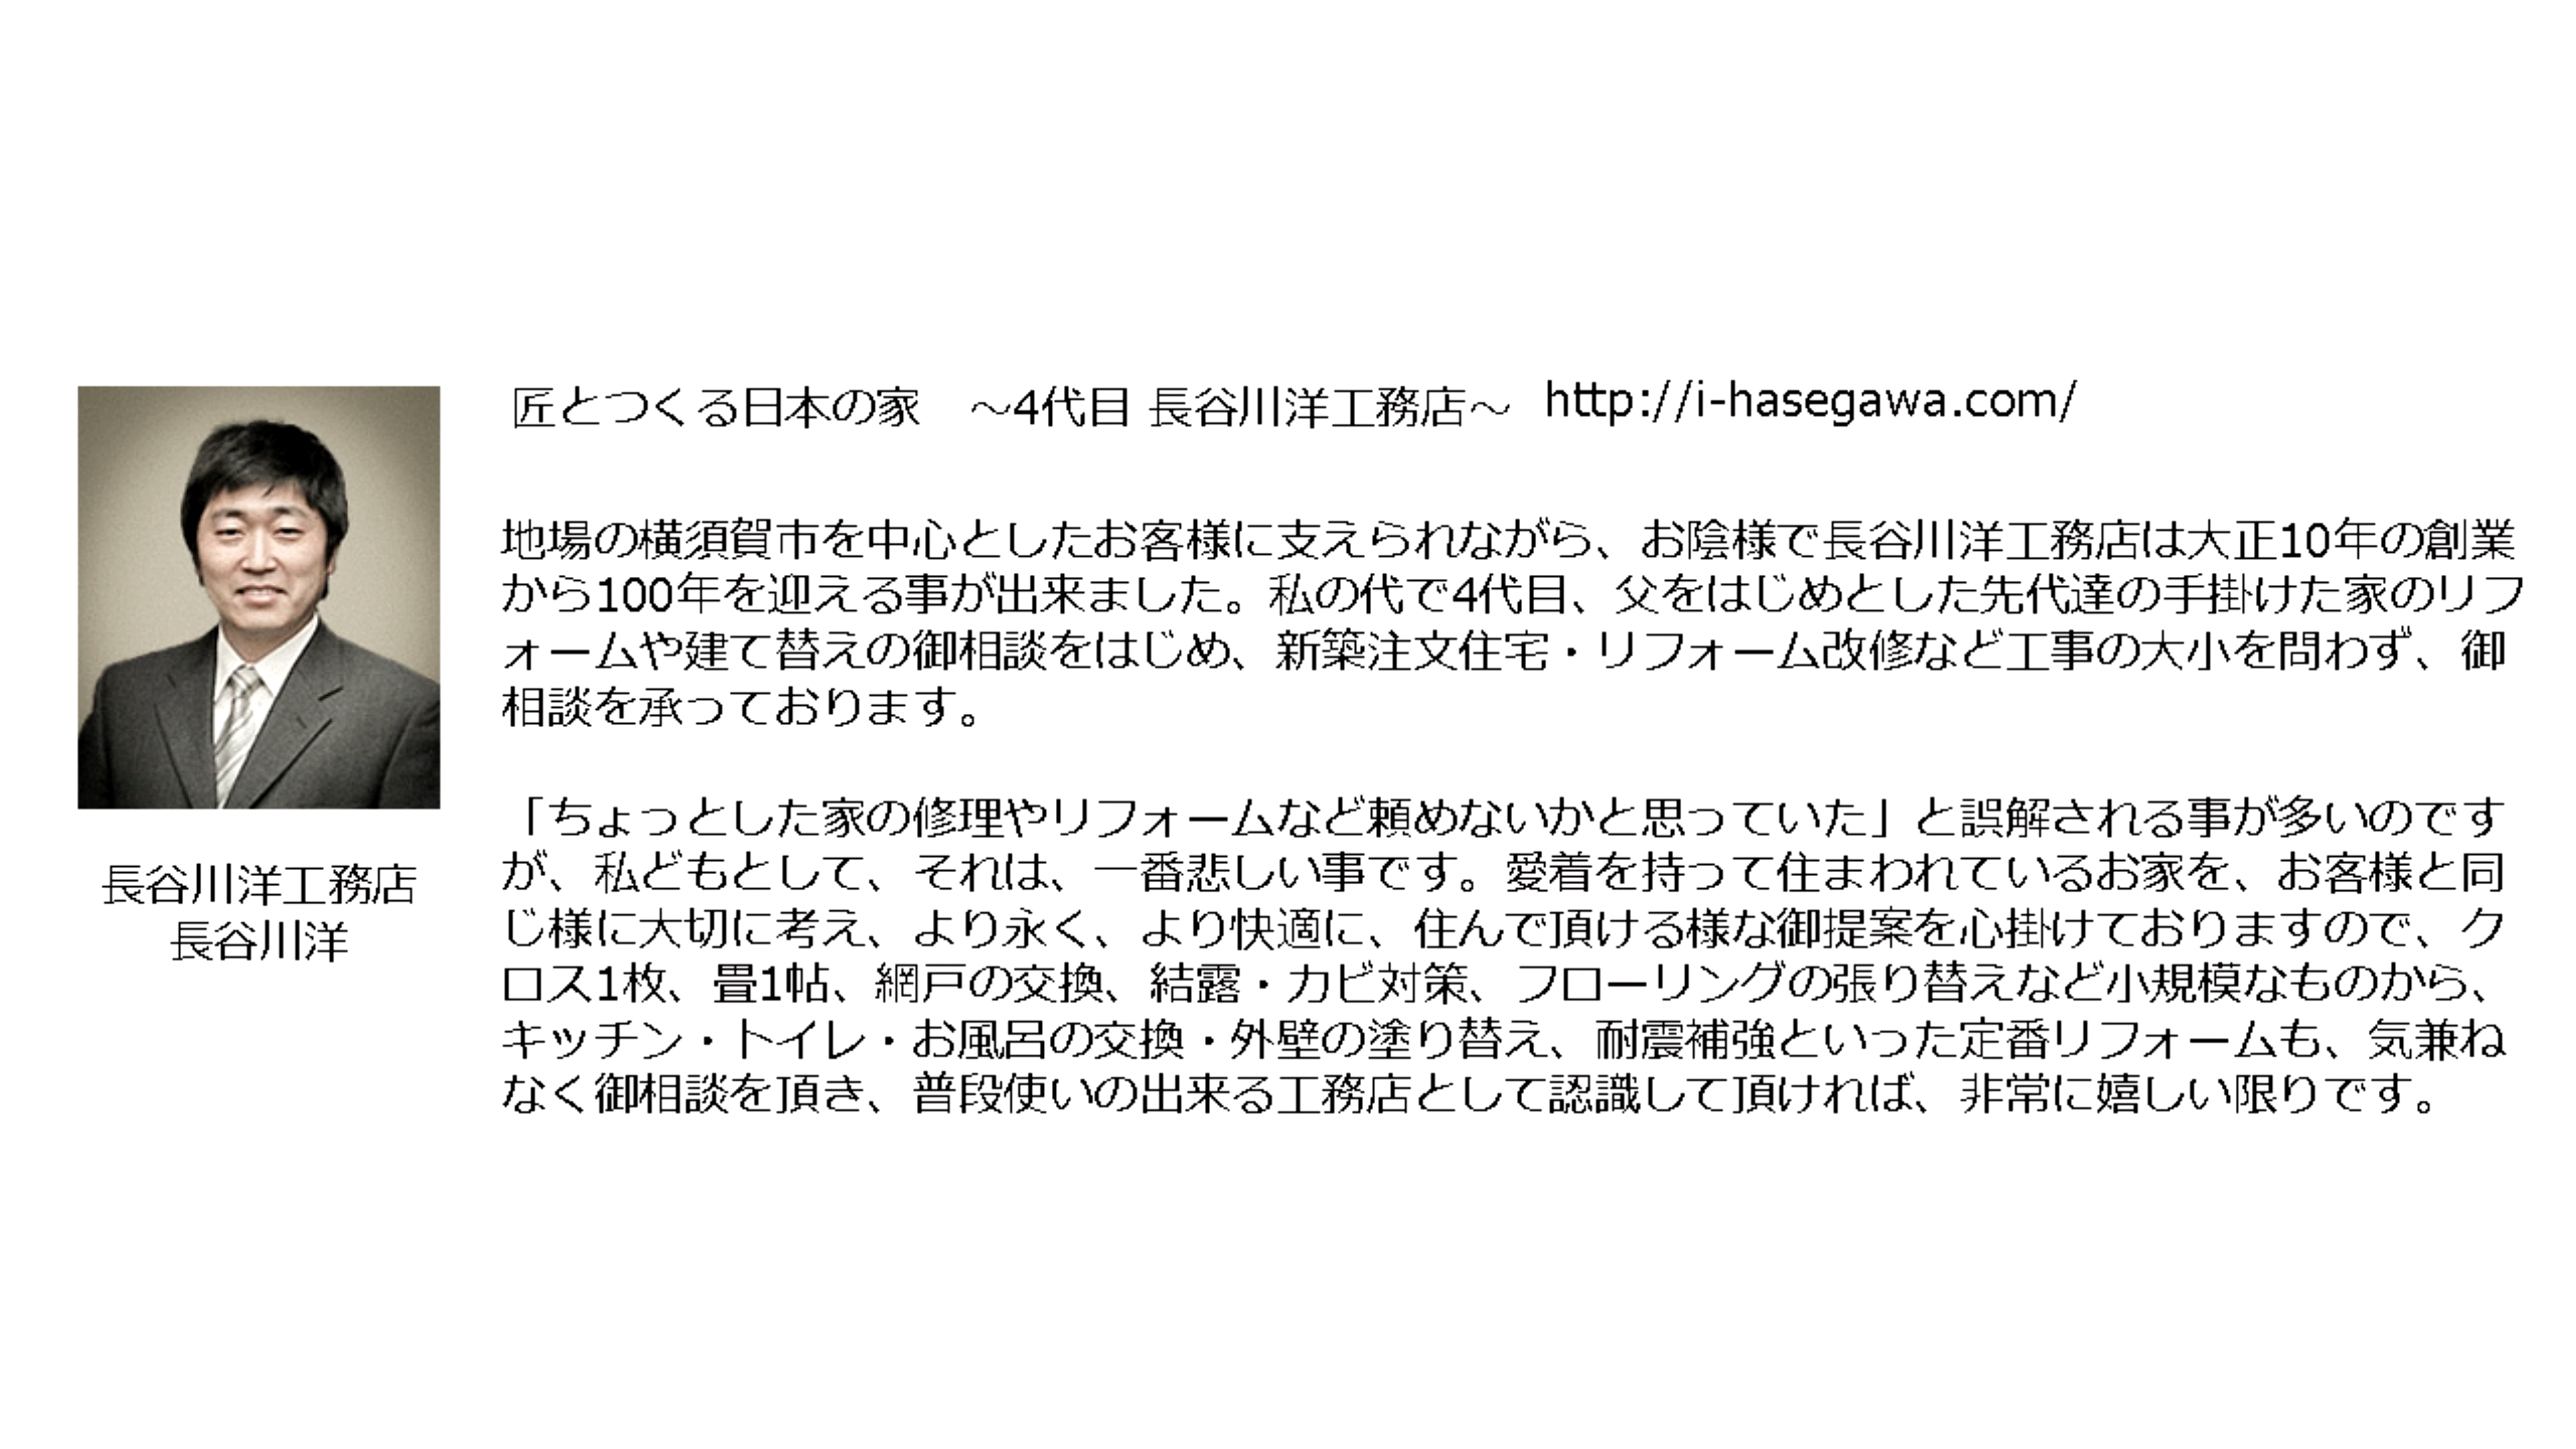 匠とつくる日本の家　～4代目 長谷川洋工務店～ http://i-hasegawa.com/
地場の横須賀市を中心としたお客様に支えられながら、お陰様で長谷川洋工務店は大正10年の創業
から100年を迎える事が出来ました。私の代で4代目、父をはじめとした先代達の手掛けた家のリフ
ォームや建て替えの御相談をはじめ、新築注文住宅・リフォーム改修など工事の大小を問わず、御
相談を承っております。
「ちょっとした家の修理やリフォームなど頼めないかと思っていた」と誤解される事が多いのです
が、私どもとして、それは、一番悲しい事です。愛着を持って住まわれているお家を、お客様と同
じ様に大切に考え、より永く、より快適に、住んで頂ける様な御提案を心掛けておりますので、ク
ロス1枚、畳1帖、網戸の交換、結露・カビ対策、フローリングの張り替えなど小規模なものから、
キッチン・トイレ・お風呂の交換・外壁の塗り替え、耐震補強といった定番リフォームも、気兼ね
なく御相談を頂き、普段使いの出来る工務店として認識して頂ければ、非常に嬉しい限りです。
長谷川洋工務店
長谷川洋